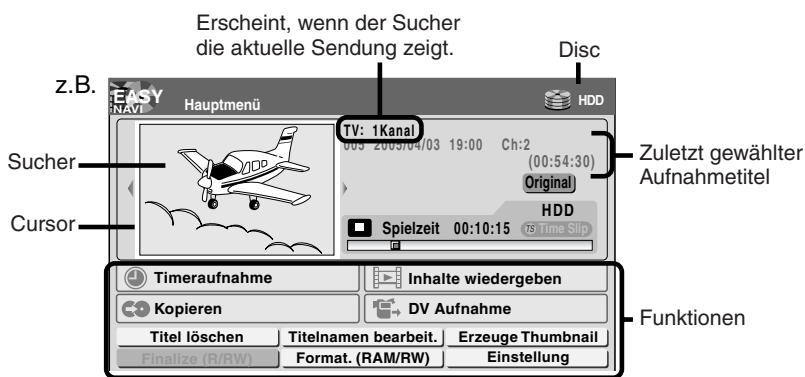 Erscheint, wenn der Sucher
die aktuelle Sendung zeigt.
Disc
z.B.
EASY
NAVI
Hauptmenü
HDD
TV: 1Kanal
005 2005/04/03 19:00 Ch:2
(00:54:30)
Original
Sucher
Zuletzt gewählter
Aufnahmetitel
Cursor
HDD
Spielzeit 00:10:15 TS Time Slip
Timeraufnahme
Inhalte wiedergeben
Kopieren
DV Aufnahme
Funktionen
Titel löschen
Titelnamen bearbeit.
Erzeuge Thumbnail
Finalize (R/RW)
Format. (RAM/RW)
Einstellung